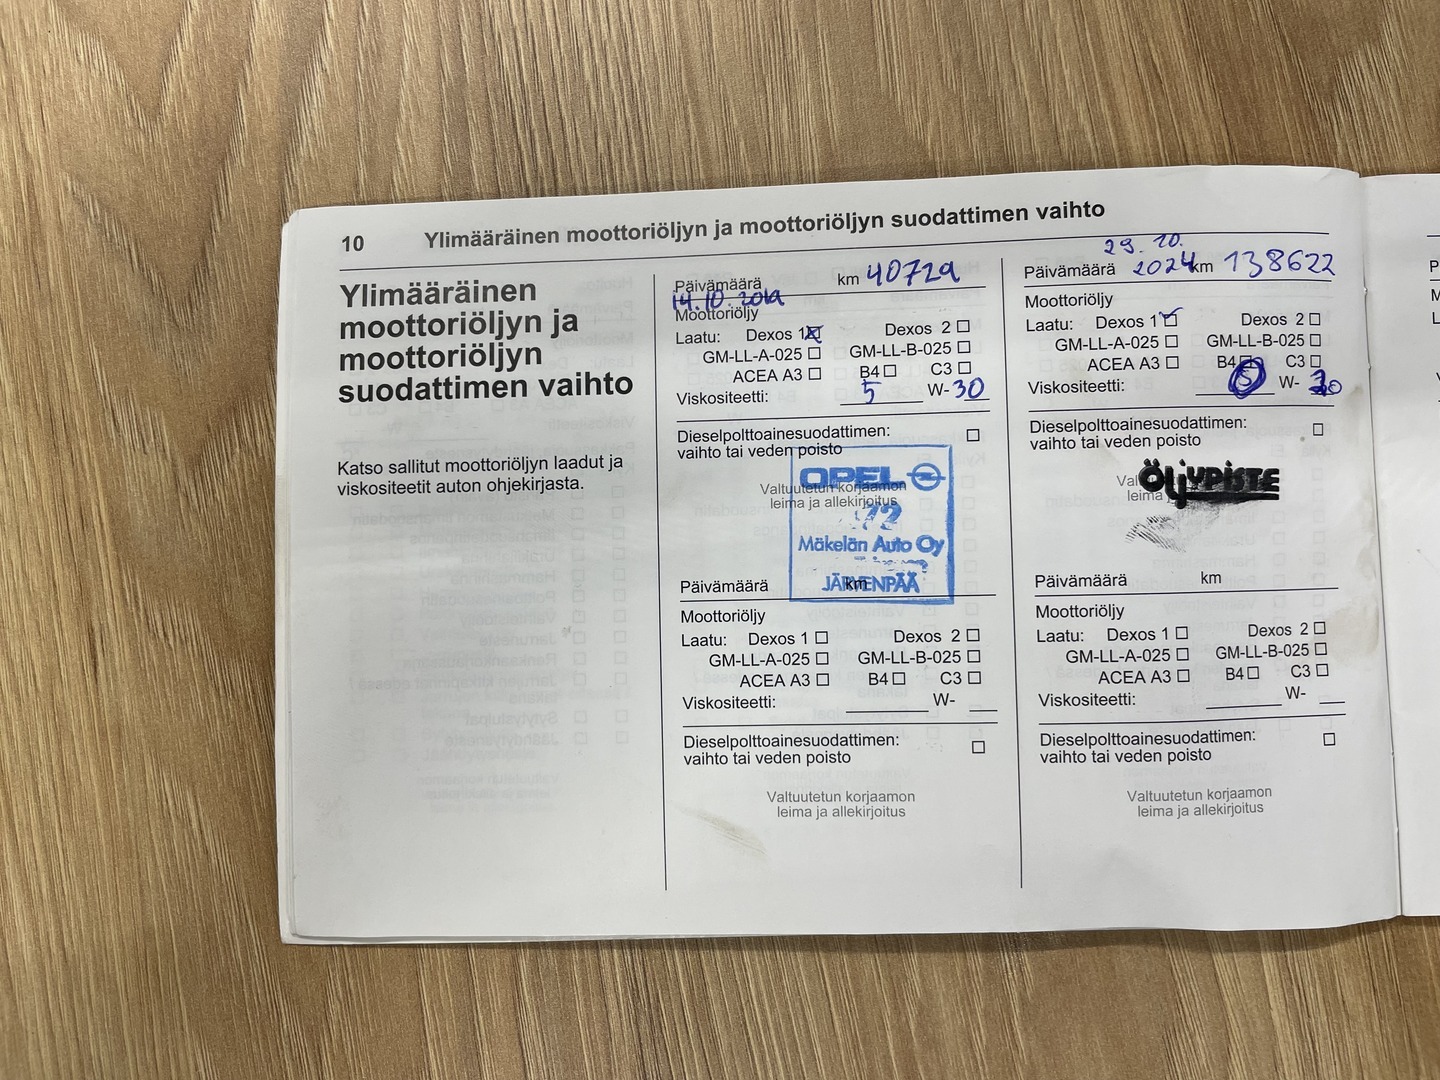 10
Ylimääräinen moottoriöljyn ja moottoriöljyn suodattimen vaihto
Ylimääräinen
moottoriöljyn ja
moottoriöljyn
suodattimen vaihto
Katso sallitut moottoriöljyn laadut ja
viskositeetit auton ohjekirjasta.
Päivämäärä km 40729
14.10. 2019
Moottoriöljy
Laatu: Dexos 1 ☒ Dexos 2 ☐
GM-LL-A-025 ☐ GM-LL-B-025 ☐
ACEA A3 ☐ B4 ☐ C3 ☐
Viskositeetti: 5 W-30
Dieselpolttoainesuodattimen: ☐
vaihto tai veden poisto
Valtuutetun korjaamon
leima ja allekirjoitus
OPEL
72
Mäkelän Auto Oy
JÄRVENPÄÄ
Päivämäärä km
Moottoriöljy
Laatu: Dexos 1 ☐ Dexos 2 ☐
GM-LL-A-025 ☐ GM-LL-B-025 ☐
ACEA A3 ☐ B4 ☐ C3 ☐
Viskositeetti: W-
Dieselpolttoainesuodattimen: ☐
vaihto tai veden poisto
Valtuutetun korjaamon
leima ja allekirjoitus
29.10.
Päivämäärä 2024 km 138622
Moottoriöljy
Laatu: Dexos 1 ☑ Dexos 2 ☐
GM-LL-A-025 ☐ GM-LL-B-025 ☐
ACEA A3 ☐ B4 ☐ C3 ☐
Viskositeetti: 5 W- 30
Dieselpolttoainesuodattimen: ☐
vaihto tai veden poisto
leima
ÖLJYPISTE
Päivämäärä km
Moottoriöljy
Laatu: Dexos 1 ☐ Dexos 2 ☐
GM-LL-A-025 ☐ GM-LL-B-025 ☐
ACEA A3 ☐ B4 ☐ C3 ☐
Viskositeetti: W-
Dieselpolttoainesuodattimen: ☐
vaihto tai veden poisto
Valtuutetun korjaamon
leima ja allekirjoitus